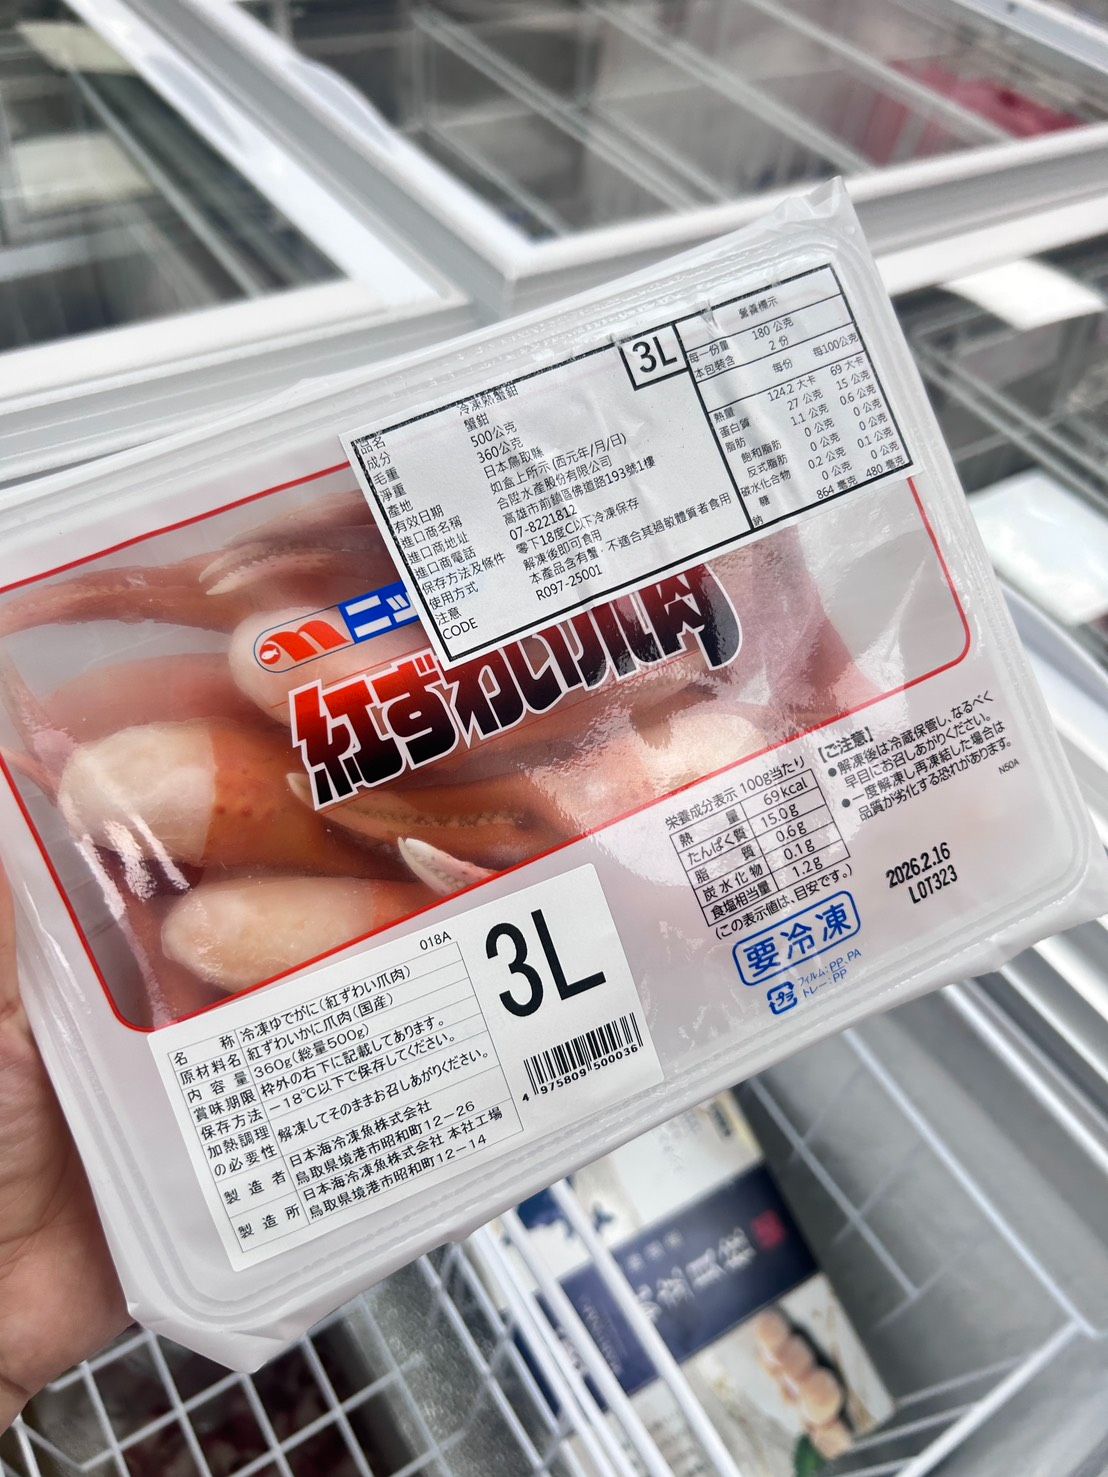 3L
品名 冷凍熟蟹鉗
成分 蟹鉗
毛重 500公克
淨重 360公克
產地 日本鳥取縣
有效日期 如盒上所示(西元年/月/日)
進口商名稱 合陞水產股份有限公司
進口商地址 高雄市前鎮區佛道路193號1樓
進口商電話 07-8221812
保存方法及條件 零下18度C以下冷凍保存
使用方式 解凍後即可食用
注意 本產品含有蟹，不適合其過敏體質者食用
CODE R097-25001
營養標示
每一份量 180 公克
本包裝含 2 份
每份 每100公克
熱量 124.2 大卡 69 大卡
蛋白質 27 公克 15 公克
脂肪 1.1 公克 0.6 公克
飽和脂肪 0 公克 0 公克
反式脂肪 0 公克 0 公克
碳水化合物 0.2 公克 0.1 公克
糖 0 公克 0 公克
鈉 864 毫克 480 毫克
紅ずわい爪肉
【ご注意】
●解凍後は冷蔵保管し、なるべく
早目にお召しあがりください。
●一度解凍し再凍結した場合は
品質が劣化する恐れがあります。
N50A
栄養成分表示 100g当たり
熱量 69kcal
たんぱく質 15.0g
脂質 0.6g
炭水化物 0.1g
食塩相当量 1.2g
(この表示値は、目安です。)
2026.2.16
LOT323
要冷凍
プラ
フィルム:PP、PA
トレー:PP
018A
3L
名称 冷凍ゆでがに(紅ずわい爪肉)
原材料名 紅ずわいかに爪肉(国産)
内容量 360g(総量500g)
賞味期限 枠外の右下に記載してあります。
保存方法 －18℃以下で保存してください。
加熱調理の必要性 解凍してそのままお召しあがりください。
製造者 日本海冷凍魚株式会社
鳥取県境港市昭和町12－26
製造所 日本海冷凍魚株式会社 本社工場
鳥取県境港市昭和町12－14
4 975809 500036